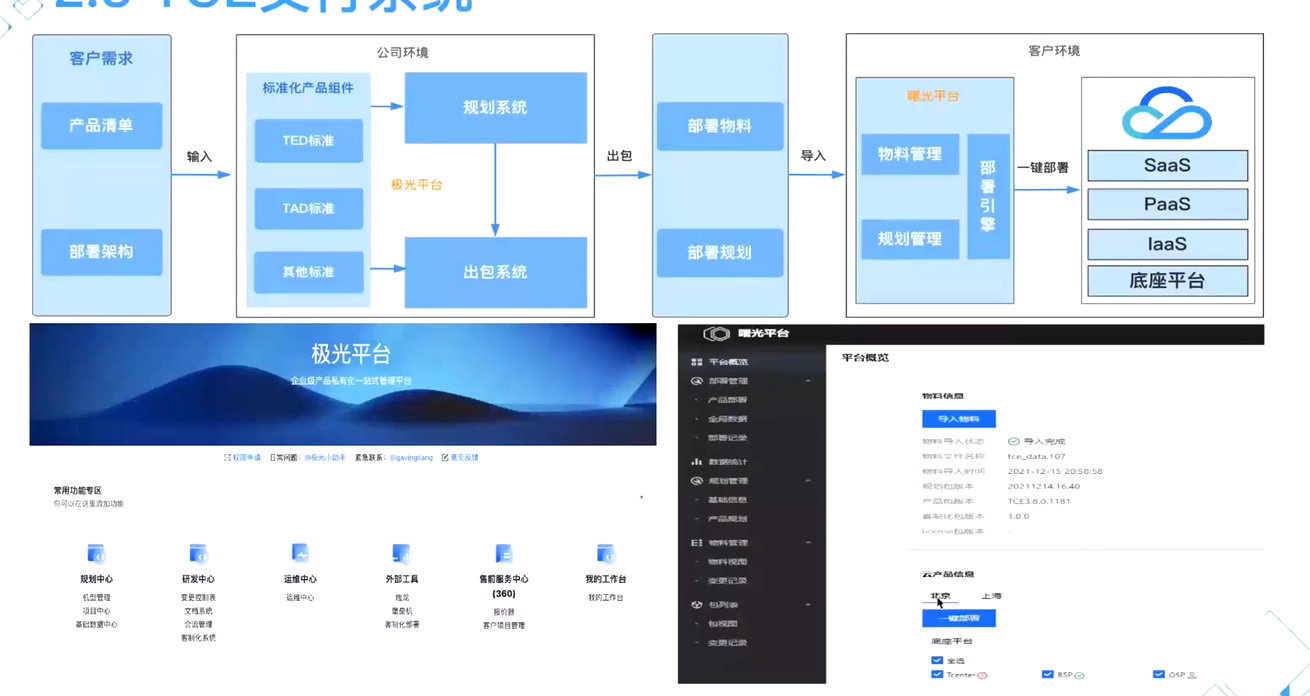 2.3 TCE交付系统
客户需求
产品清单
部署架构
输入
公司环境
标准化产品组件
TED标准
TAD标准
其他标准
规划系统
极光平台
出包系统
出包
部署物料
部署规划
导入
客户环境
曙光平台
物料管理
规划管理
部署引擎
一键部署
SaaS
PaaS
IaaS
底座平台
极光平台
企业级产品私有化一站式管理平台
权限申请 日常问题: @极光小助手 紧急联系: @gavingliang 意见反馈
常用功能专区
你可以在这里添加功能
规划中心
机型管理
项目中心
基础数据中心
研发中心
变更控制表
文档系统
合流管理
客制化系统
运维中心
运维中心
外部工具
炮龙
堡垒机
客制化部署
售前服务中心
(360)
报价器
客户项目管理
我的工作台
我的工作台
曙光平台
平台概览
部署管理
产品部署
全局数据
部署记录
数据统计
规划管理
基础信息
产品规划
物料管理
物料视图
变更记录
包列表
包视图
变更记录
平台概览
物料信息
导入物料
物料导入状态 导入完成
物料文件名称 tce_data.107
物料导入时间 2021-12-15 20:58:58
规划包版本 20211214.16.40
产品包版本 TCE3.8.0.1181
客制化包版本 1.0.0
license包版本 -
云产品信息
北京 上海
一键部署
底座平台
全选
Tcenter BSP OSP